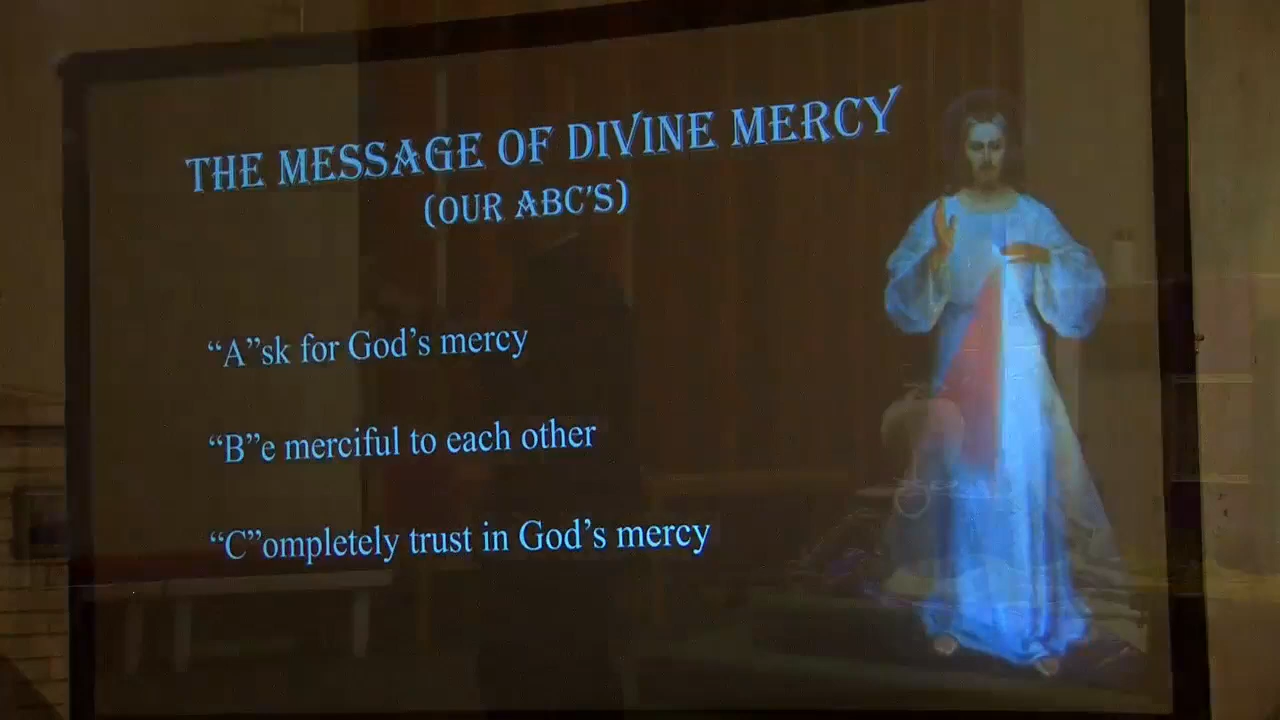 THE MESSAGE OF DIVINE MERCY
(OUR ABC'S)
“A”sk for God’s mercy
“B”e merciful to each other
“C”ompletely trust in God’s mercy